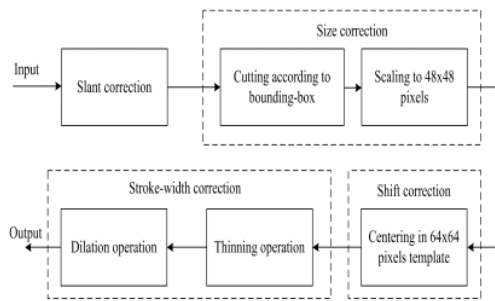 Size correction
Input
Slant correction
Cutting according to
bounding-box
Scaling to 48x48
pixels
Stroke-width correction
Shift correction
Output
Dilation operation
Thinning operation
Centering in 64x64
pixels template